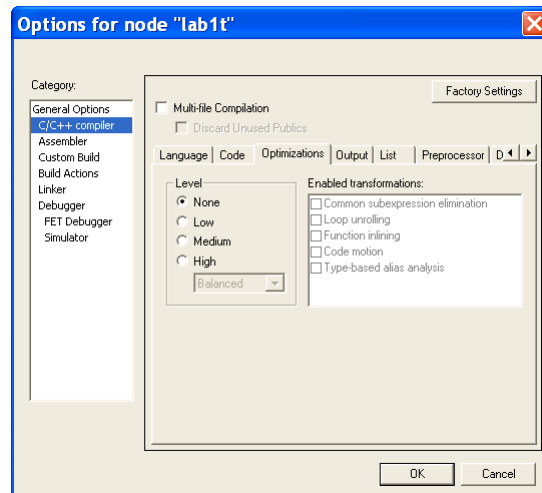 Options for node "lab1t"
Category:
General Options
C/C++ compiler
Assembler
Custom Build
Build Actions
Linker
Debugger
FET Debugger
Simulator
Factory Settings
Multi-file Compilation
Discard Unused Publics
Language Code Optimizations Output List Preprocessor D
Level
None
Low
Medium
High
Balanced
Enabled transformations:
Common subexpression elimination
Loop unrolling
Function inlining
Code motion
Type-based alias analysis
OK Cancel